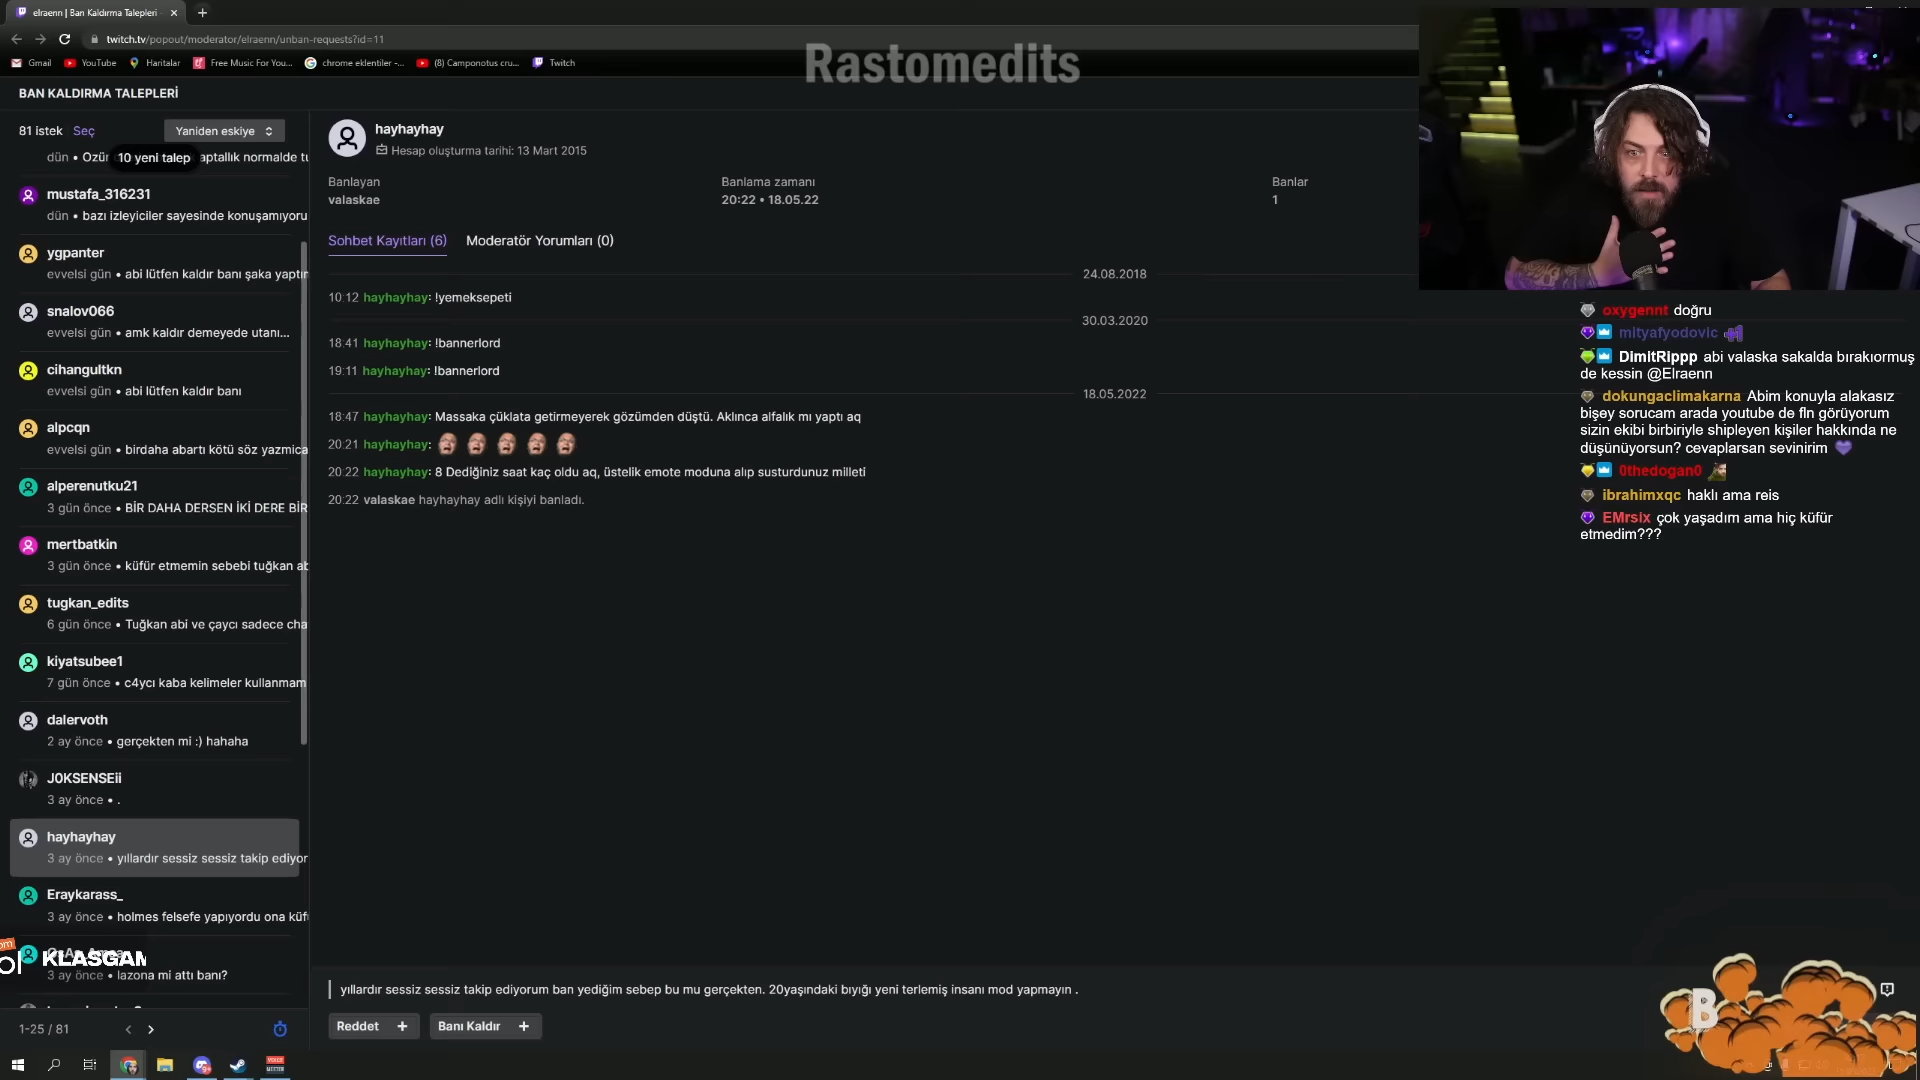 elraenn | Ban Kaldırma Talepleri
twitch.tv/popout/moderator/elraenn/unban-requests?id=11
Gmail
YouTube
Haritalar
Free Music For You...
chrome eklentiler -...
(8) Camponotus cru...
Twitch
Rastomedits
BAN KALDIRMA TALEPLERİ
81 istek Seç
Yaniden eskiye
dün • Özür
10 yeni talep
aptallık normalde tu
mustafa_316231
dün • bazı izleyiciler sayesinde konuşamıyoru
ygpanter
evvelsi gün • abi lütfen kaldır banı şaka yaptım
snalov066
evvelsi gün • amk kaldır demeyede utanı...
cihangultkn
evvelsi gün • abi lütfen kaldır banı
alpcqn
evvelsi gün • birdaha abartı kötü söz yazmica
alperenutku21
3 gün önce • BİR DAHA DERSEN İKİ DERE BİR
mertbatkin
3 gün önce • küfür etmemin sebebi tuğkan ab
tugkan_edits
6 gün önce • Tuğkan abi ve çaycı sadece cha
kiyatsubee1
7 gün önce • c4ycı kaba kelimeler kullanmam
dalervoth
2 ay önce • gerçekten mi :) hahaha
J0KSENSEii
3 ay önce • .
hayhayhay
3 ay önce • yıllardır sessiz sessiz takip ediyor
Eraykarass_
3 ay önce • holmes felsefe yapıyordu ona küfü
KLASGAM
3 ay önce • lazona mi attı banı?
1-25 / 81
hayhayhay
Hesap oluşturma tarihi: 13 Mart 2015
Banlayan
valaskae
Banlama zamanı
20:22 • 18.05.22
Banlar
1
Sohbet Kayıtları (6)
Moderatör Yorumları (0)
24.08.2018
10:12 hayhayhay: !yemeksepeti
30.03.2020
18:41 hayhayhay: !bannerlord
19:11 hayhayhay: !bannerlord
18.05.2022
18:47 hayhayhay: Massaka çüklata getirmeyerek gözümden düştü. Aklınca alfalık mı yaptı aq
20:21 hayhayhay:
20:22 hayhayhay: 8 Dediğiniz saat kaç oldu aq, üstelik emote moduna alıp susturdunuz milleti
20:22 valaskae hayhayhay adlı kişiyi banladı.
yıllardır sessiz sessiz takip ediyorum ban yediğim sebep bu mu gerçekten. 20yaşındaki bıyığı yeni terlemiş insanı mod yapmayın .
Reddet +
Banı Kaldır +
oxygennt doğru
mityafyodovic
DimitRippp abi valaska sakalda bırakıormuş
de kessin @Elraenn
dokungaclimakarna Abim konuyla alakasız
bişey sorucam arada youtube de fln görüyorum
sizin ekibi birbiriyle shipleyen kişiler hakkında ne
düşünüyorsun? cevaplarsan sevinirim
0thedogan0
ibrahimxqc haklı ama reis
EMrsix çok yaşadım ama hiç küfür
etmedim???
B